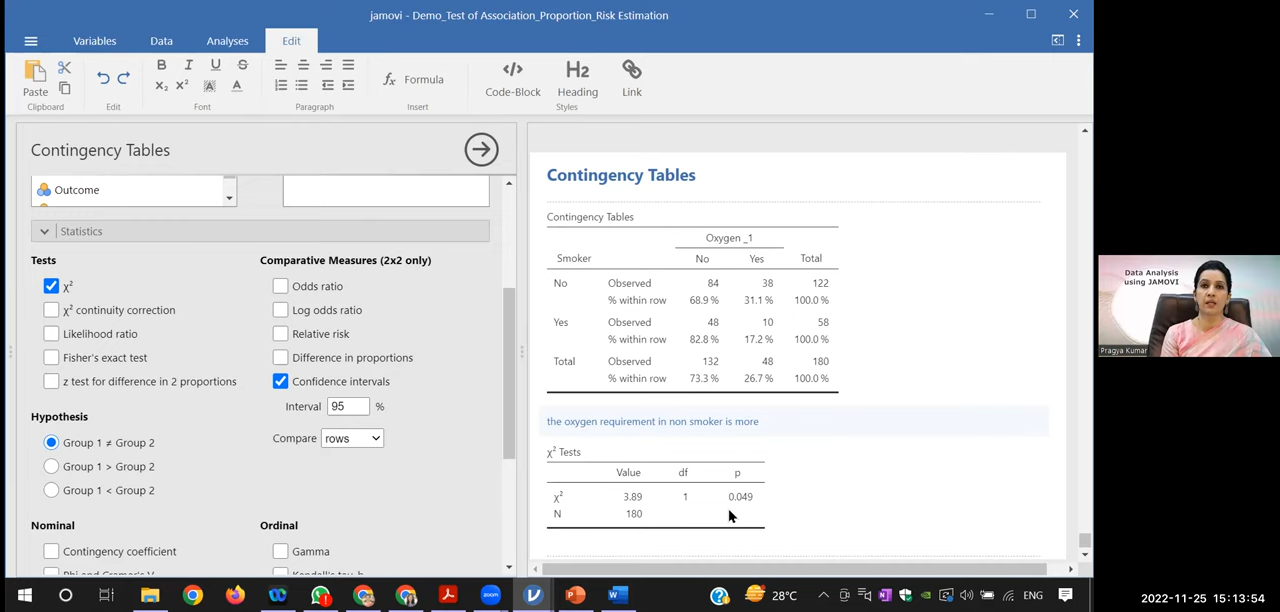 jamovi - Demo_Test of Association_Proportion_Risk Estimation
Variables Data Analyses Edit
B I U S
X₂ X² A A
fx Formula
</> H2
Paste Code-Block Heading Link
Clipboard Edit Font Paragraph Insert Styles
Contingency Tables
Outcome
Statistics
Tests
χ²
χ² continuity correction
Likelihood ratio
Fisher's exact test
z test for difference in 2 proportions
Hypothesis
Group 1 ≠ Group 2
Group 1 > Group 2
Group 1 < Group 2
Nominal
Contingency coefficient
Comparative Measures (2x2 only)
Odds ratio
Log odds ratio
Relative risk
Difference in proportions
Confidence intervals
Interval 95 %
Compare rows
Ordinal
Gamma
Contingency Tables
Contingency Tables
Oxygen _1
Smoker No Yes Total
No Observed 84 38 122
% within row 68.9 % 31.1 % 100.0 %
Yes Observed 48 10 58
% within row 82.8 % 17.2 % 100.0 %
Total Observed 132 48 180
% within row 73.3 % 26.7 % 100.0 %
the oxygen requirement in non smoker is more
χ² Tests
Value df p
χ² 3.89 1 0.049
N 180
Data Analysis
using JAMOVI
Pragya Kumar
zoom
28°C
ENG
2022-11-25 15:13:54